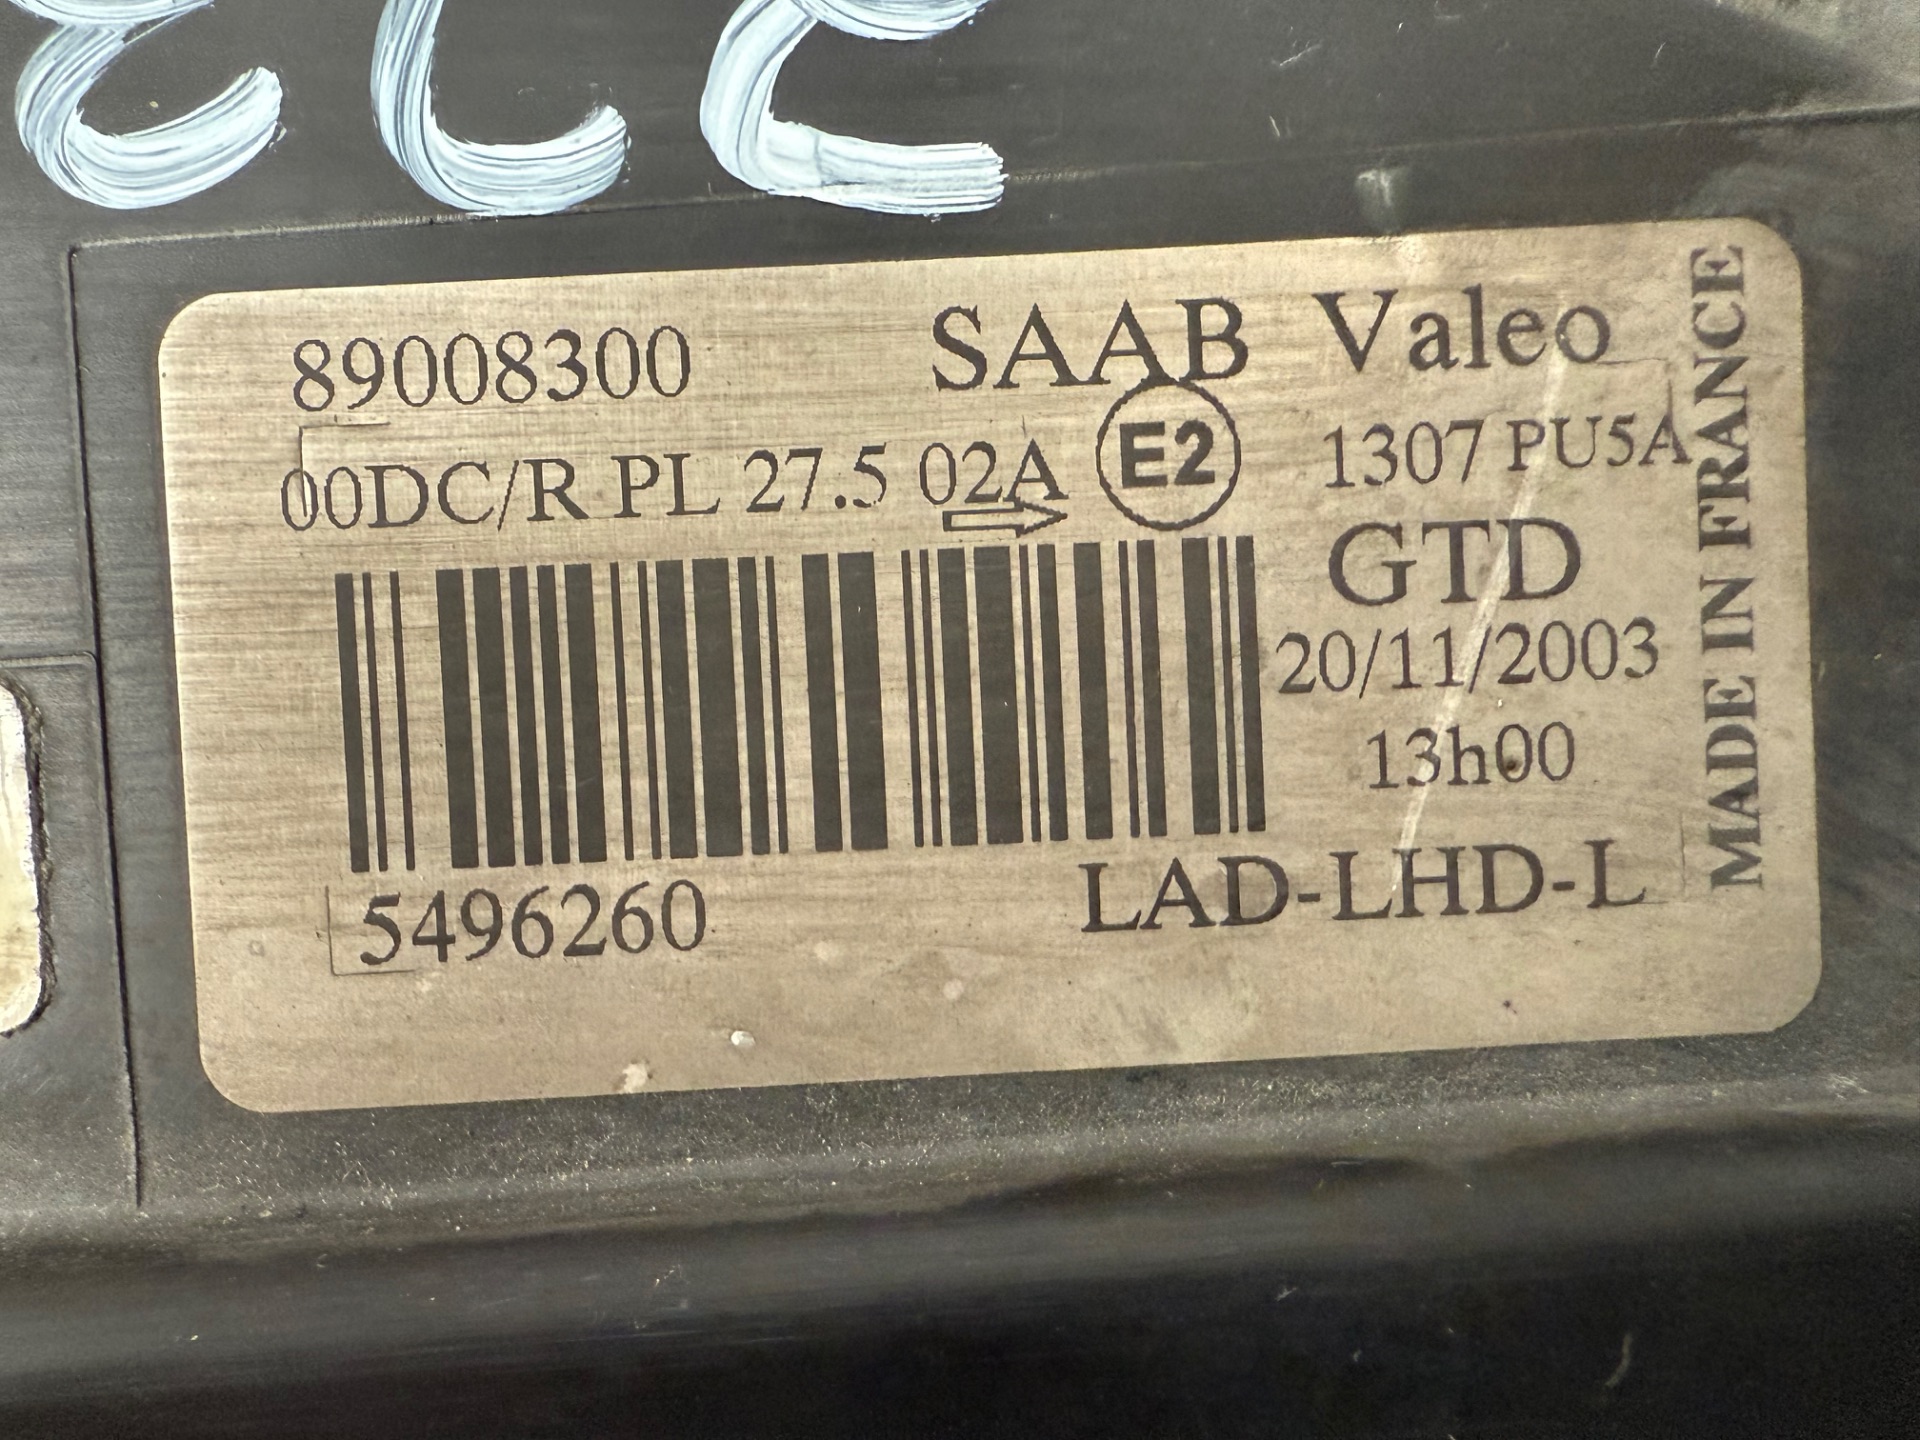 89008300 SAAB Valeo
00DC/R PL 27.5 02A E2 1307 PU5A
GTD
20/11/2003
13h00
5496260 LAD-LHD-L
MADE IN FRANCE